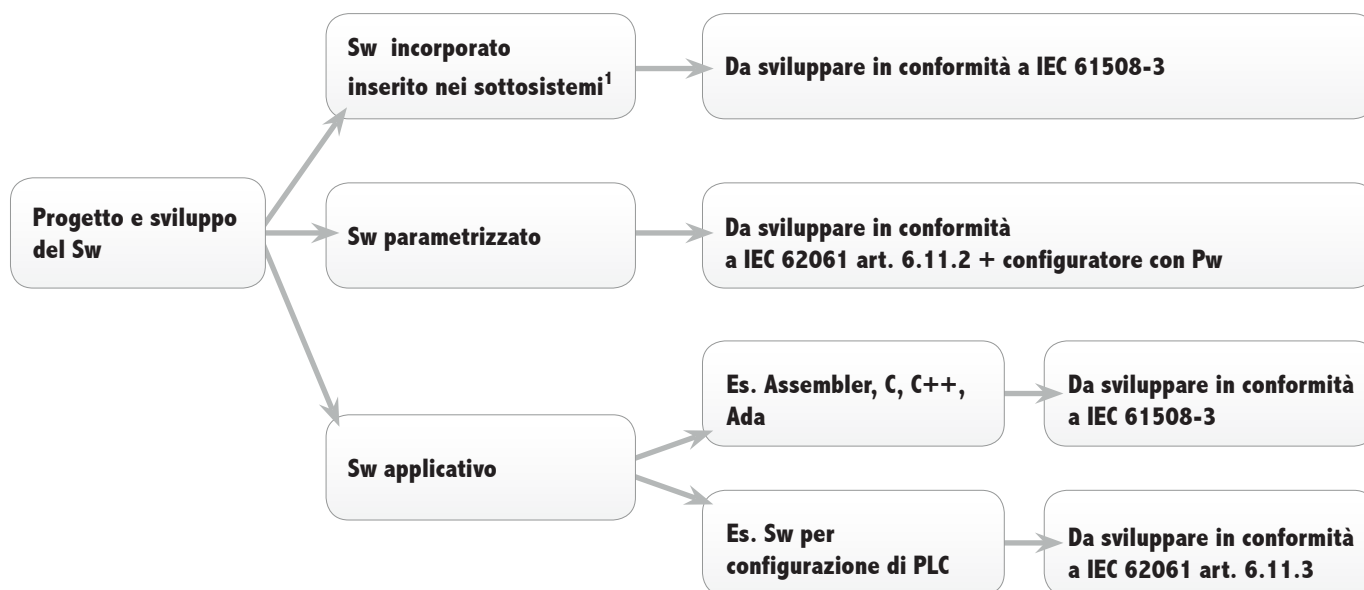 Sw incorporato
inserito nei sottosistemi¹
Da sviluppare in conformità a IEC 61508-3
Progetto e sviluppo
del Sw
Sw parametrizzato
Da sviluppare in conformità
a IEC 62061 art. 6.11.2 + configuratore con Pw
Sw applicativo
Es. Assembler, C, C++,
Ada
Da sviluppare in conformità
a IEC 61508-3
Es. Sw per
configurazione di PLC
Da sviluppare in conformità
a IEC 62061 art. 6.11.3